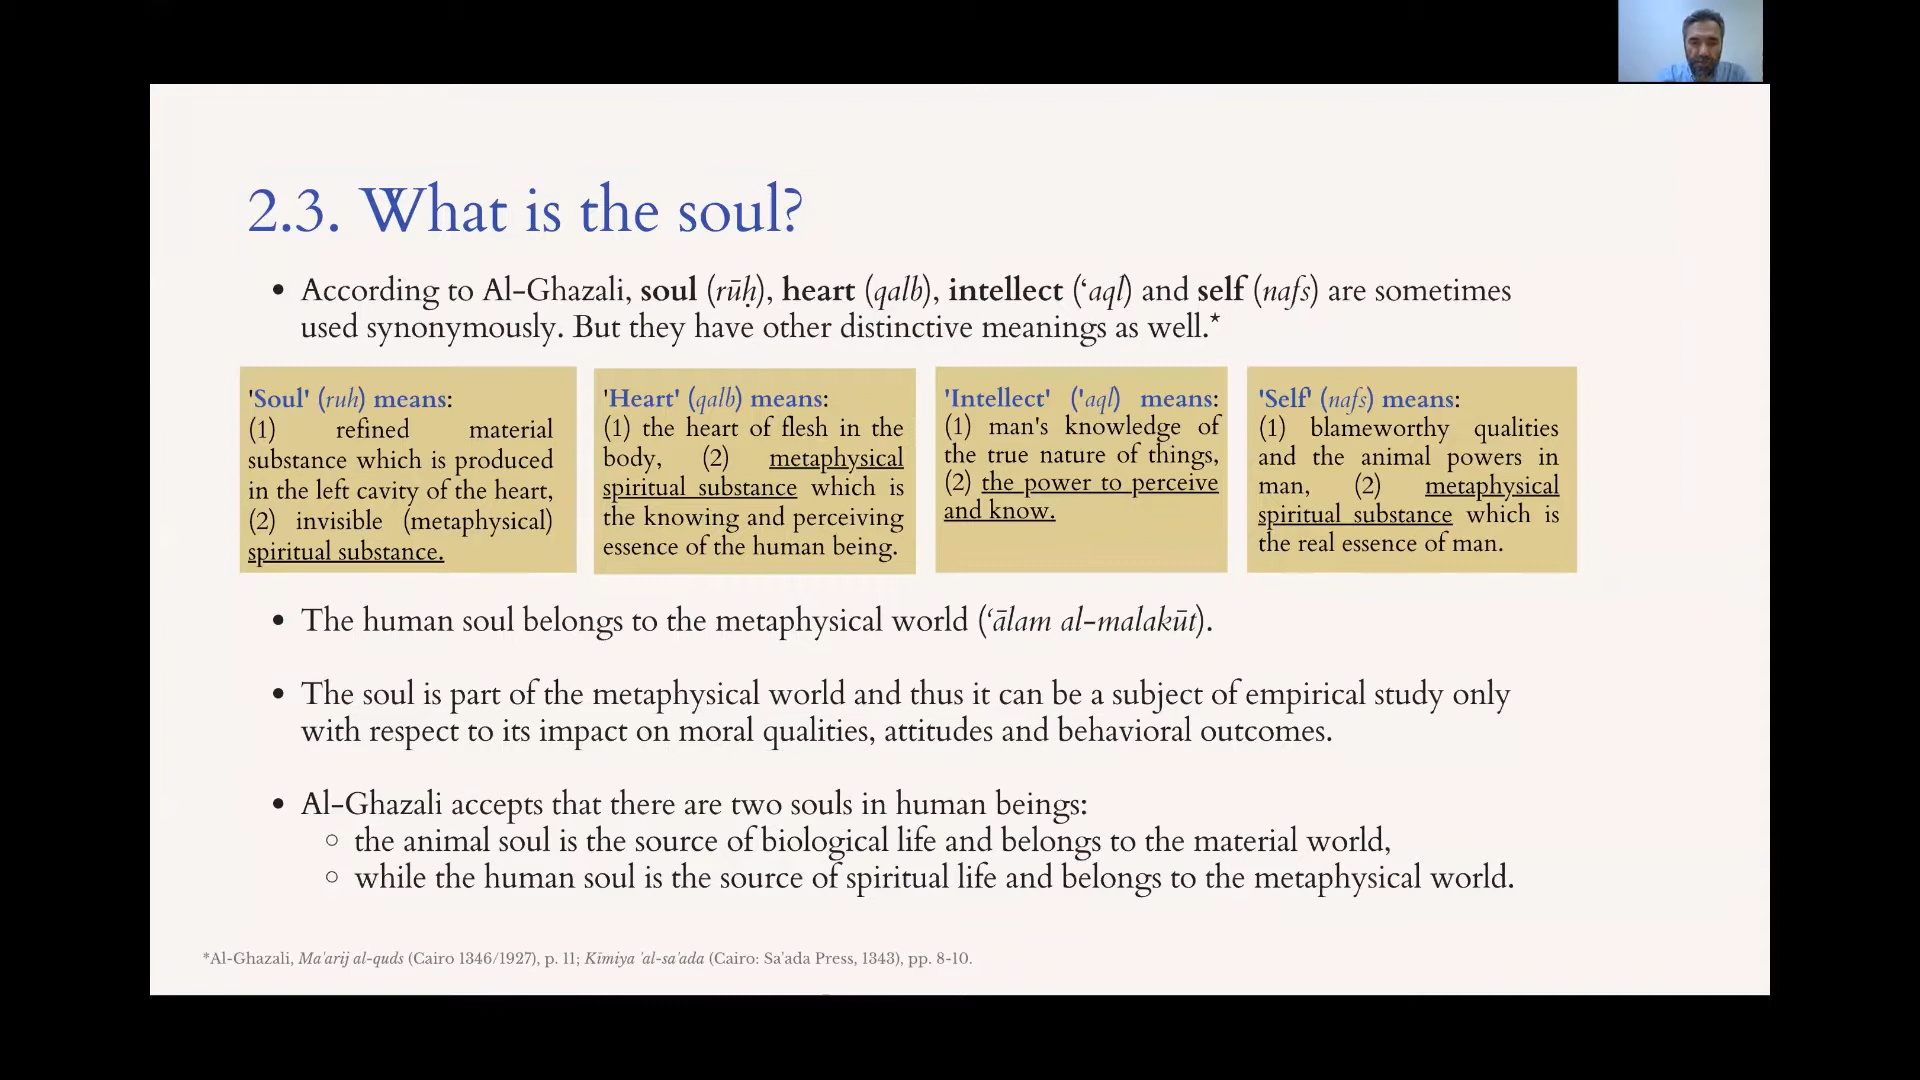 2.3. What is the soul?
• According to Al-Ghazali, soul (rūḥ), heart (qalb), intellect (‘aql) and self (nafs) are sometimes
used synonymously. But they have other distinctive meanings as well.*
'Soul' (ruh) means:
(1) refined material
substance which is produced
in the left cavity of the heart,
(2) invisible (metaphysical)
spiritual substance.
'Heart' (qalb) means:
(1) the heart of flesh in the
body, (2) metaphysical
spiritual substance which is
the knowing and perceiving
essence of the human being.
'Intellect' ('aql) means:
(1) man's knowledge of
the true nature of things,
(2) the power to perceive
and know.
'Self' (nafs) means:
(1) blameworthy qualities
and the animal powers in
man, (2) metaphysical
spiritual substance which is
the real essence of man.
• The human soul belongs to the metaphysical world (‘ālam al-malakūt).
• The soul is part of the metaphysical world and thus it can be a subject of empirical study only
with respect to its impact on moral qualities, attitudes and behavioral outcomes.
• Al-Ghazali accepts that there are two souls in human beings:
○ the animal soul is the source of biological life and belongs to the material world,
○ while the human soul is the source of spiritual life and belongs to the metaphysical world.
*Al-Ghazali, Ma'arij al-quds (Cairo 1346/1927), p. 11; Kimiya 'al-sa'ada (Cairo: Sa'ada Press, 1343), pp. 8-10.